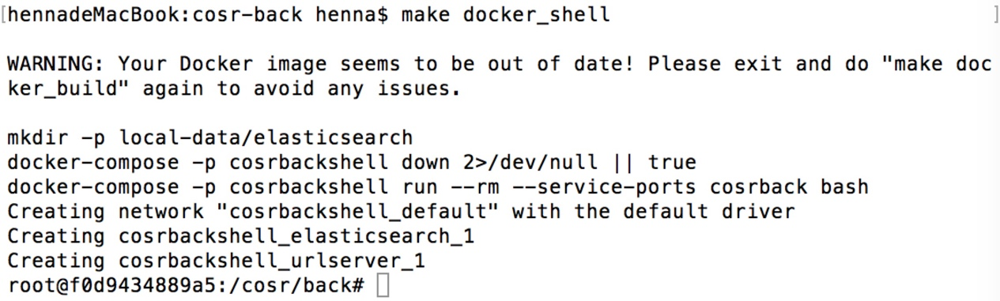 [hennadeMacBook:cosr-back henna$ make docker_shell ]
WARNING: Your Docker image seems to be out of date! Please exit and do "make doc
ker_build" again to avoid any issues.
mkdir -p local-data/elasticsearch
docker-compose -p cosrbackshell down 2>/dev/null || true
docker-compose -p cosrbackshell run --rm --service-ports cosrback bash
Creating network "cosrbackshell_default" with the default driver
Creating cosrbackshell_elasticsearch_1
Creating cosrbackshell_urlserver_1
root@f0d9434889a5:/cosr/back#